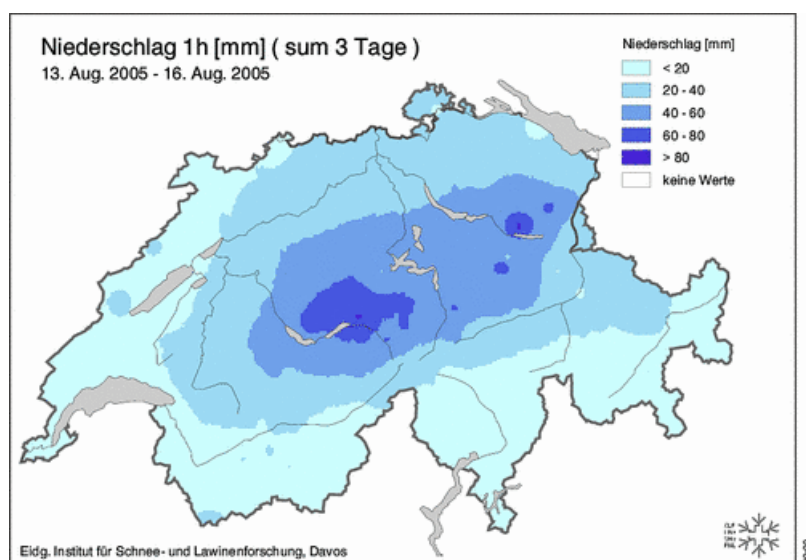 Niederschlag 1h [mm] ( sum 3 Tage )
13. Aug. 2005 - 16. Aug. 2005
Niederschlag [mm]
< 20
20 - 40
40 - 60
60 - 80
> 80
keine Werte
Eidg. Institut für Schnee- und Lawinenforschung, Davos